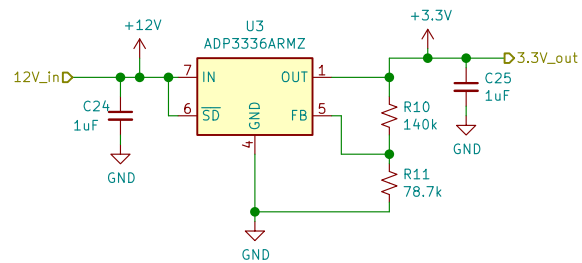 +3.3V
+12V
U3
ADP3336ARMZ
3.3V_out
12V_in
7
IN
OUT
1
C25
1uF
C24
1uF
6
SD
GND
FB
5
R10
140k
4
GND
GND
R11
78.7k
GND